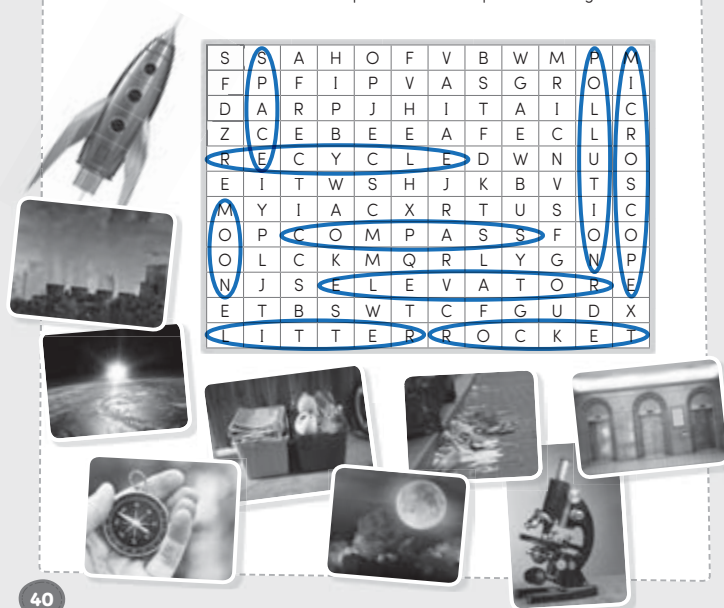 S S A H O F V B W M P M
F P F I P V A S G R O I
D A R P J H I T A I L C
Z C E B E E A F E C L R
R E C Y C L E D W N U O
E I T W S H J K B V T S
M Y I A C X R T U S I C
O P C O M P A S S F O O
O L C K M Q R L Y G N P
N J S E L E V A T O R E
E T B S W T C F G U D X
L I T T E R R O C K E T
40